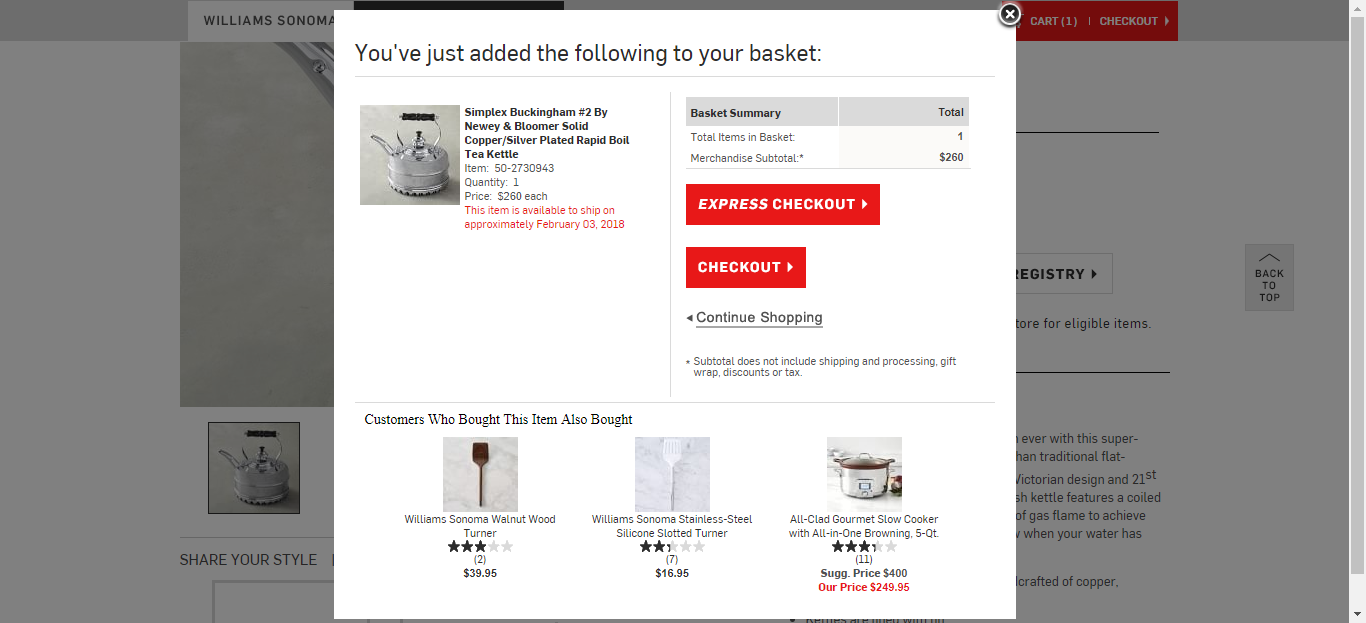 WILLIAMS SONOMA
CART (1) | CHECKOUT
You've just added the following to your basket:
Simplex Buckingham #2 By
Newey & Bloomer Solid
Copper/Silver Plated Rapid Boil
Tea Kettle
Item: 50-2730943
Quantity: 1
Price: $260 each
This item is available to ship on
approximately February 03, 2018
Basket Summary Total
Total Items in Basket: 1
Merchandise Subtotal:* $260
EXPRESS CHECKOUT
CHECKOUT
Continue Shopping
* Subtotal does not include shipping and processing, gift
wrap, discounts or tax.
REGISTRY
BACK
TO
TOP
for eligible items.
Customers Who Bought This Item Also Bought
Williams Sonoma Walnut Wood
Turner
(2)
$39.95
Williams Sonoma Stainless-Steel
Silicone Slotted Turner
(7)
$16.95
All-Clad Gourmet Slow Cooker
with All-in-One Browning, 5-Qt.
(11)
Sugg. Price $400
Our Price $249.95
ever with this super-
than traditional flat-
Victorian design and 21st
kettle features a coiled
of gas flame to achieve
when your water has
of copper,
SHARE YOUR STYLE